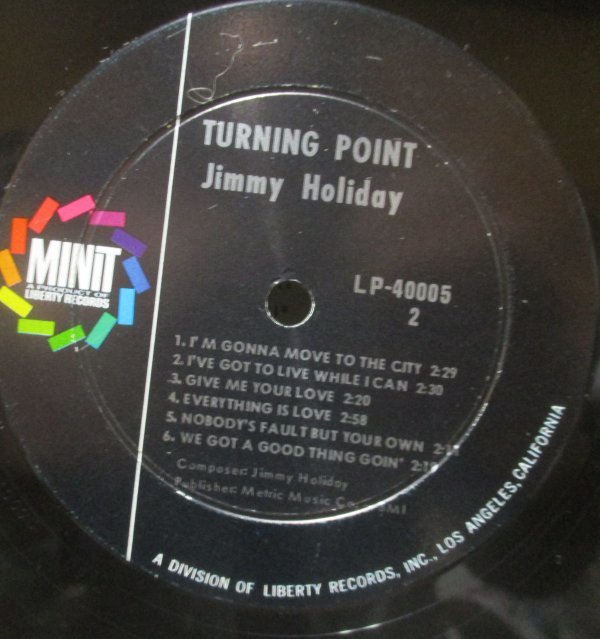 TURNING POINT
Jimmy Holiday
MINIT
A PRODUCT OF
LIBERTY RECORDS
LP-40005
2
1. I'M GONNA MOVE TO THE CITY 2:29
2. I'VE GOT TO LIVE WHILE I CAN 2:30
3. GIVE ME YOUR LOVE 2:20
4. EVERYTHING IS LOVE 2:58
5. NOBODY'S FAULT BUT YOUR OWN
6. WE GOT A GOOD THING GOIN'
Composer: Jimmy Holiday
Publisher: Metric Music BMI
A DIVISION OF LIBERTY RECORDS, INC., LOS ANGELES, CALIFORNIA